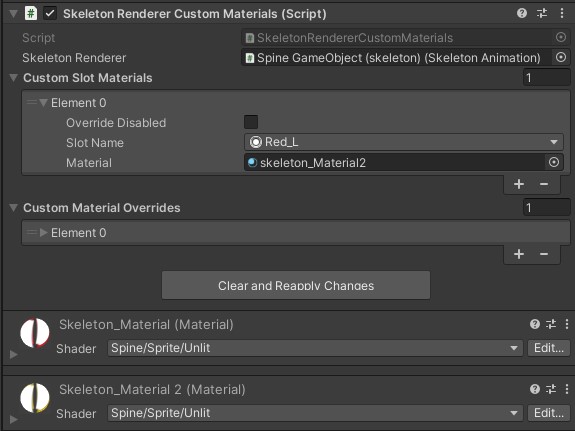 Skeleton Renderer Custom Materials (Script)
Script SkeletonRendererCustomMaterials
Skeleton Renderer Spine GameObject (skeleton) (Skeleton Animation)
Custom Slot Materials 1
Element 0
Override Disabled
Slot Name Red_L
Material skeleton_Material2
+ −
Custom Material Overrides 1
Element 0
+ −
Clear and Reapply Changes
Skeleton_Material (Material)
Shader Spine/Sprite/Unlit Edit...
Skeleton_Material 2 (Material)
Shader Spine/Sprite/Unlit Edit...